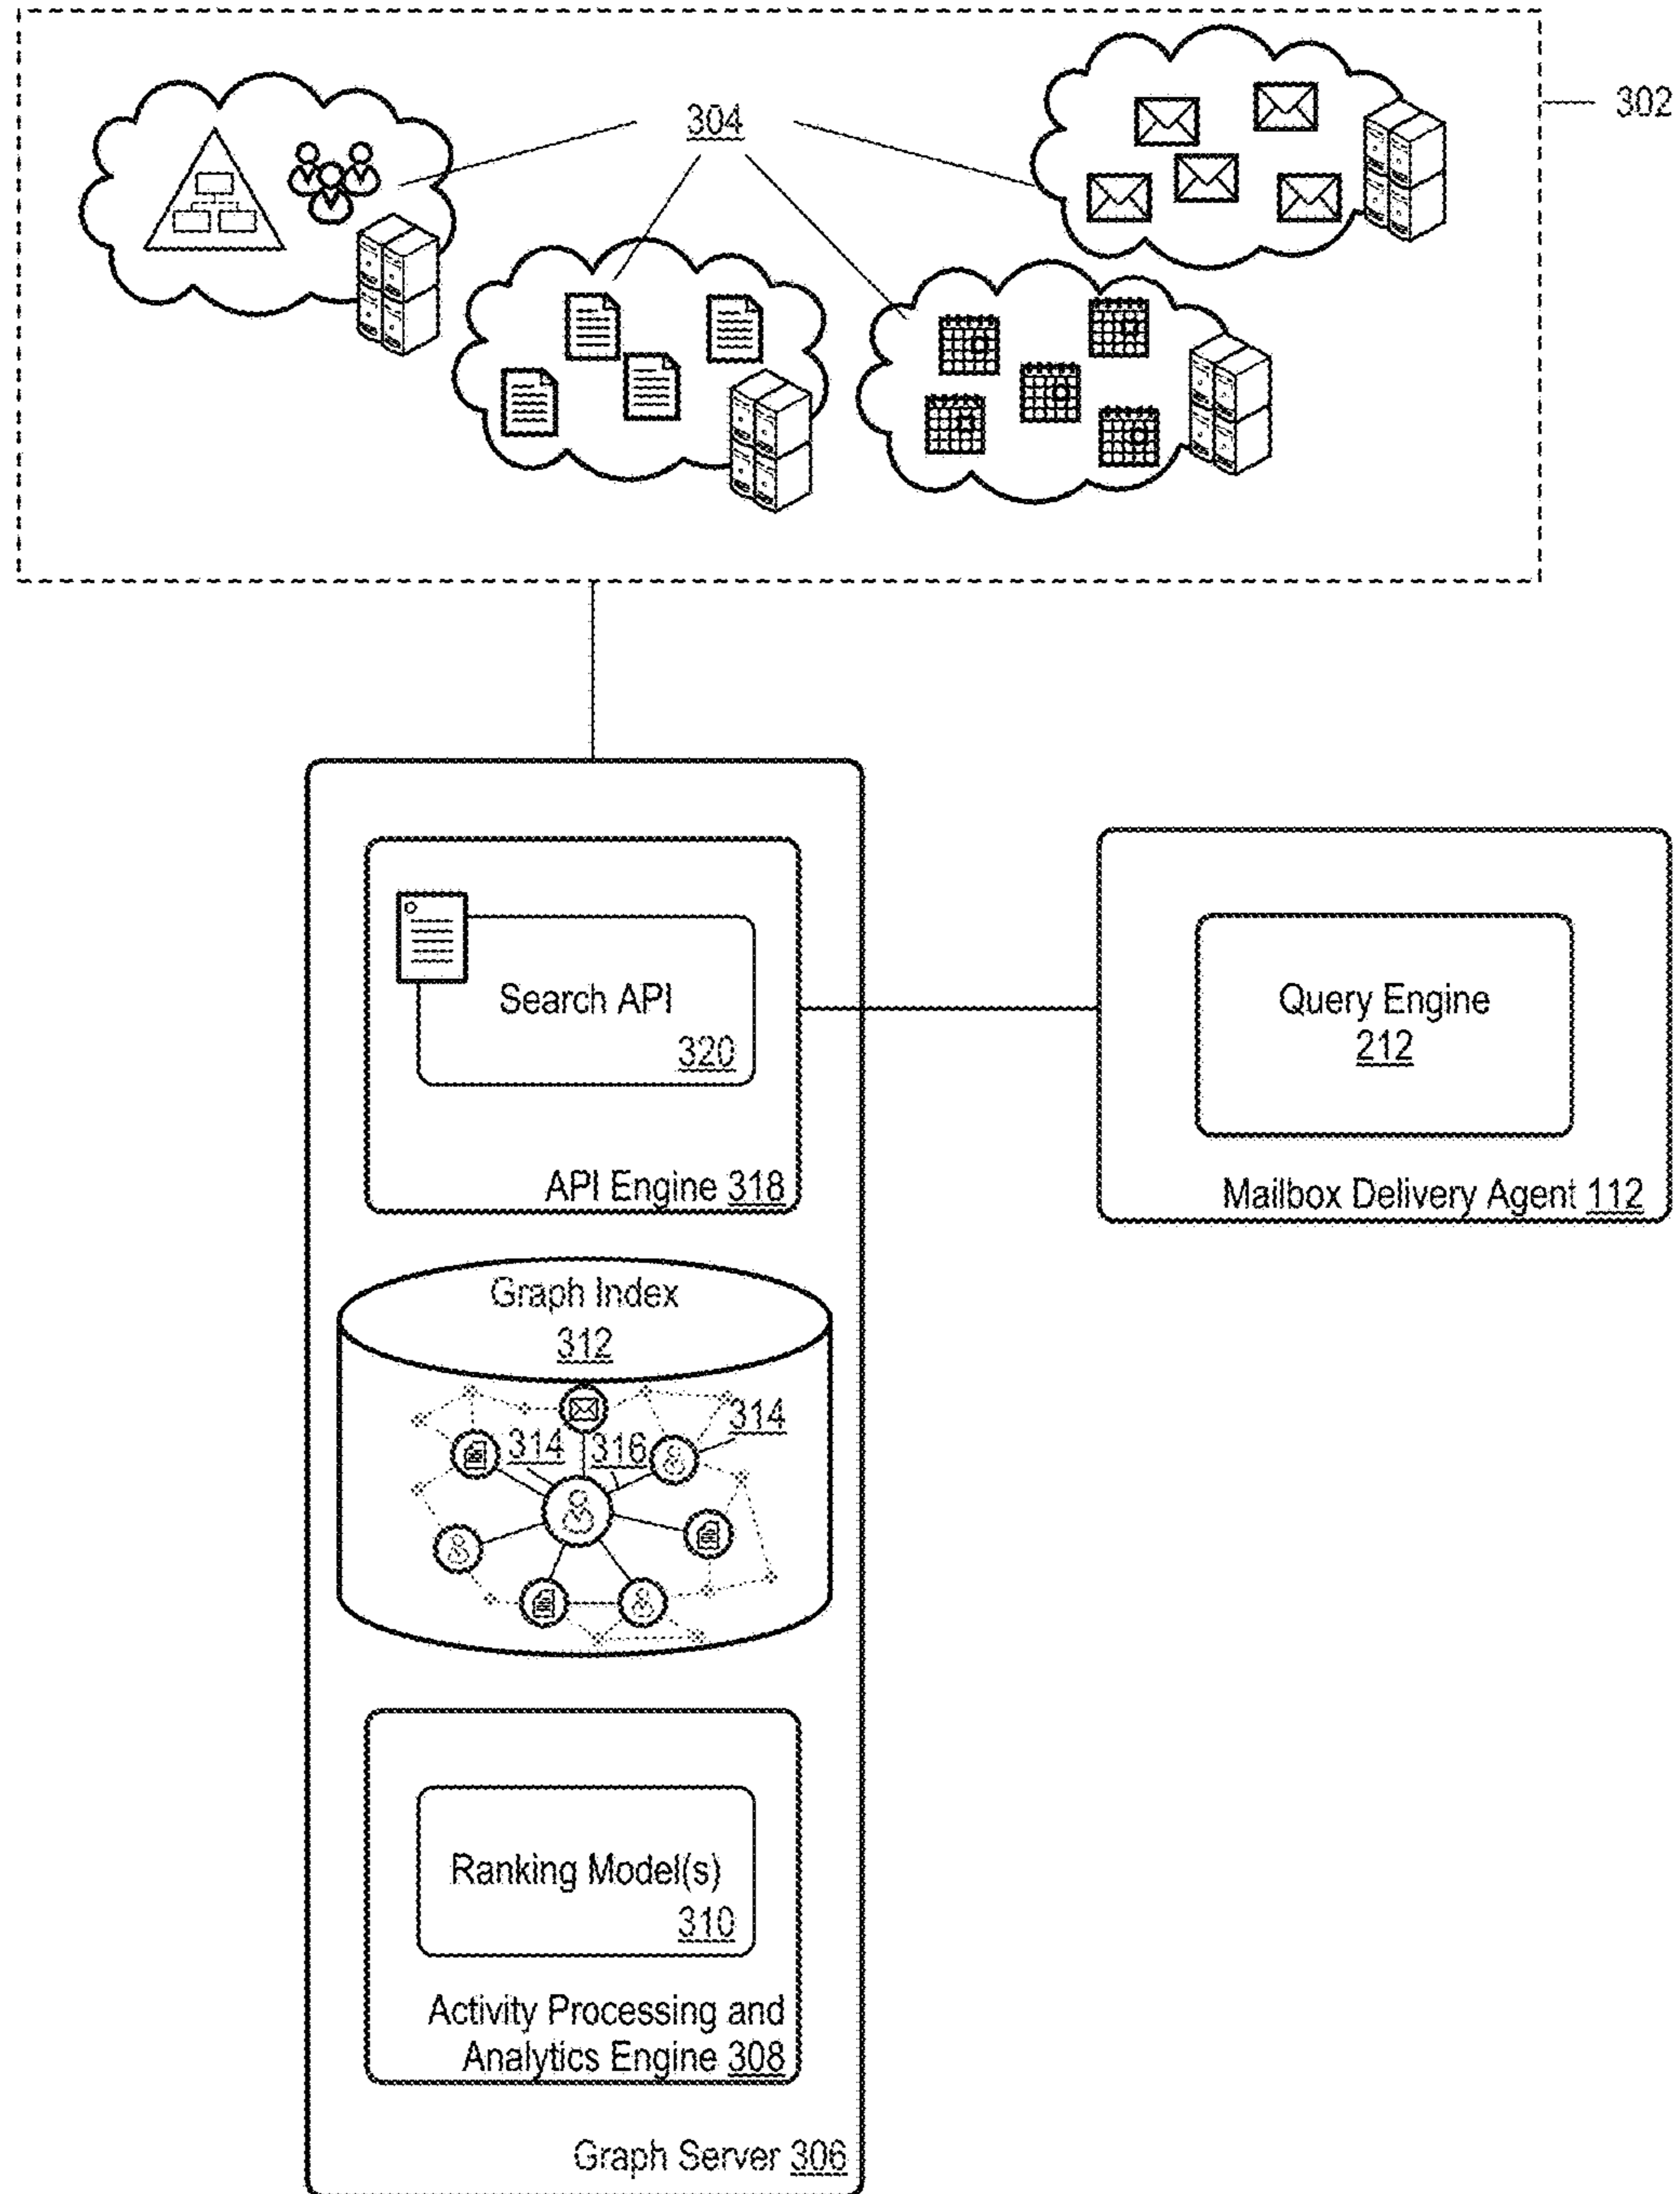 302
304
Search API
320
API Engine 318
Query Engine
212
Mailbox Delivery Agent 112
Graph Index
312
314
314
316
Ranking Model(s)
310
Activity Processing and
Analytics Engine 308
Graph Server 306